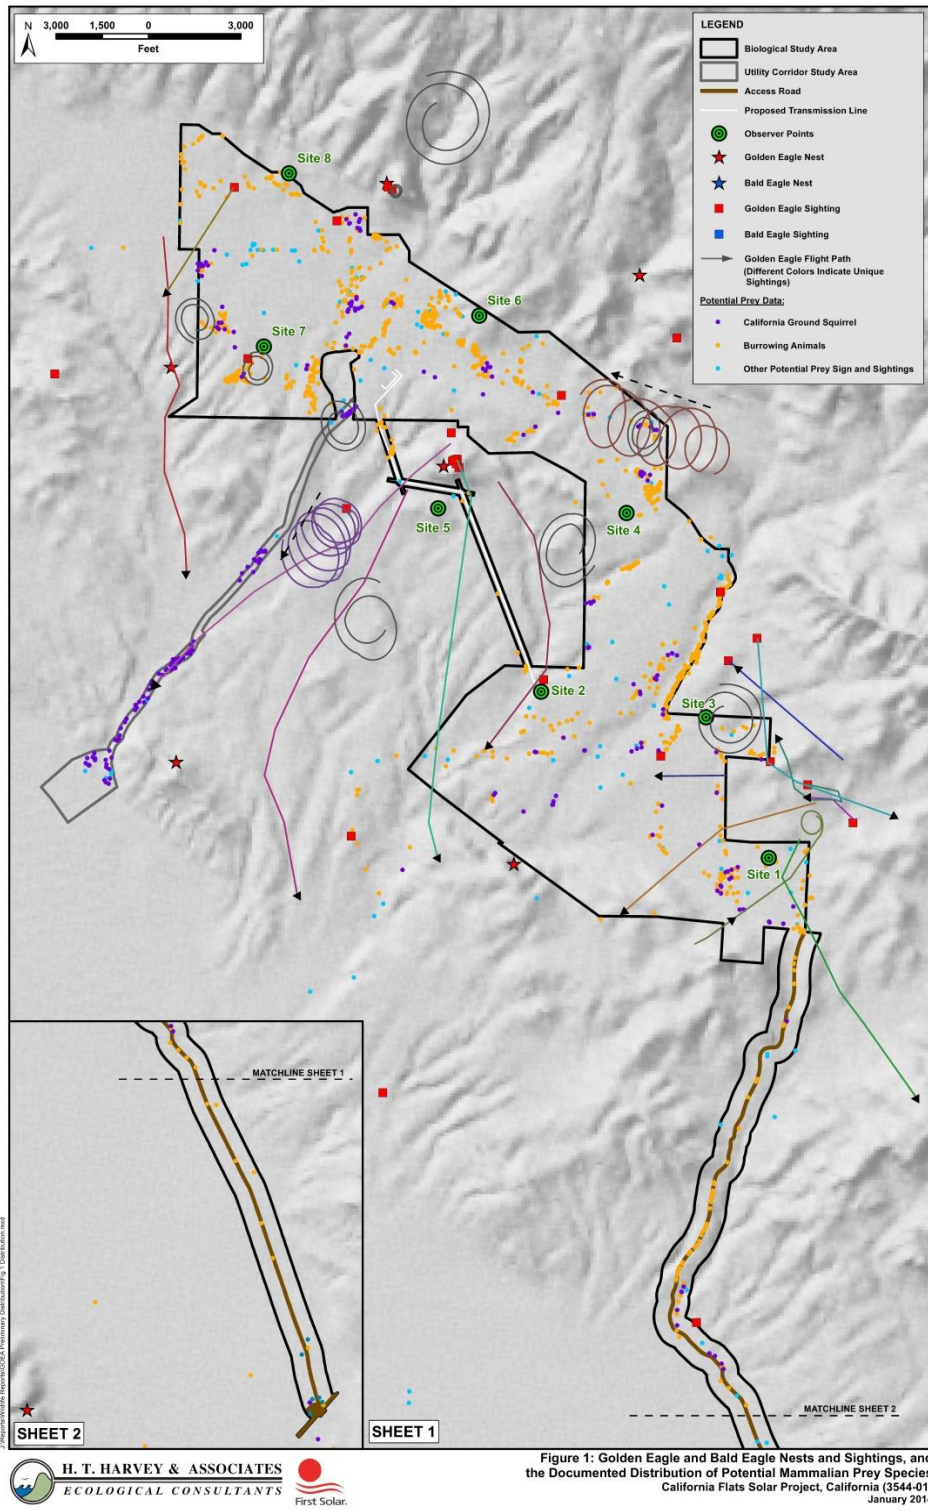 N
3,000 1,500 0 3,000
Feet
LEGEND
Biological Study Area
Utility Corridor Study Area
Access Road
Proposed Transmission Line
Observer Points
Golden Eagle Nest
Bald Eagle Nest
Golden Eagle Sighting
Bald Eagle Sighting
Golden Eagle Flight Path
(Different Colors Indicate Unique
Sightings)
Potential Prey Data:
California Ground Squirrel
Burrowing Animals
Other Potential Prey Sign and Sightings
Site 8
Site 6
Site 7
Site 5
Site 4
Site 2
Site 3
Site 1
MATCHLINE SHEET 1
SHEET 2
SHEET 1
MATCHLINE SHEET 2
H. T. HARVEY & ASSOCIATES
ECOLOGICAL CONSULTANTS
First Solar.
Figure 1: Golden Eagle and Bald Eagle Nests and Sightings, and
the Documented Distribution of Potential Mammalian Prey Species
California Flats Solar Project, California (3544-01
January 201